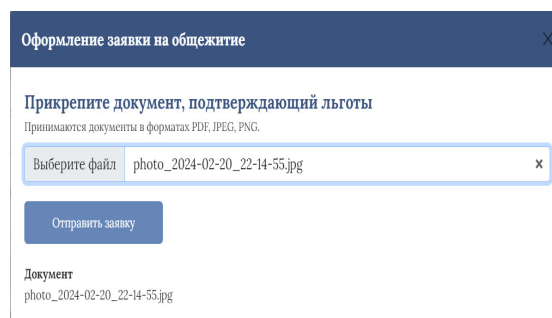 Оформление заявки на общежитие
Прикрепите документ, подтверждающий льготы
Принимаются документы в форматах PDF, JPEG, PNG.
Выберите файл photo_2024-02-20_22-14-55.jpg
Отправить заявку
Документ
photo_2024-02-20_22-14-55.jpg